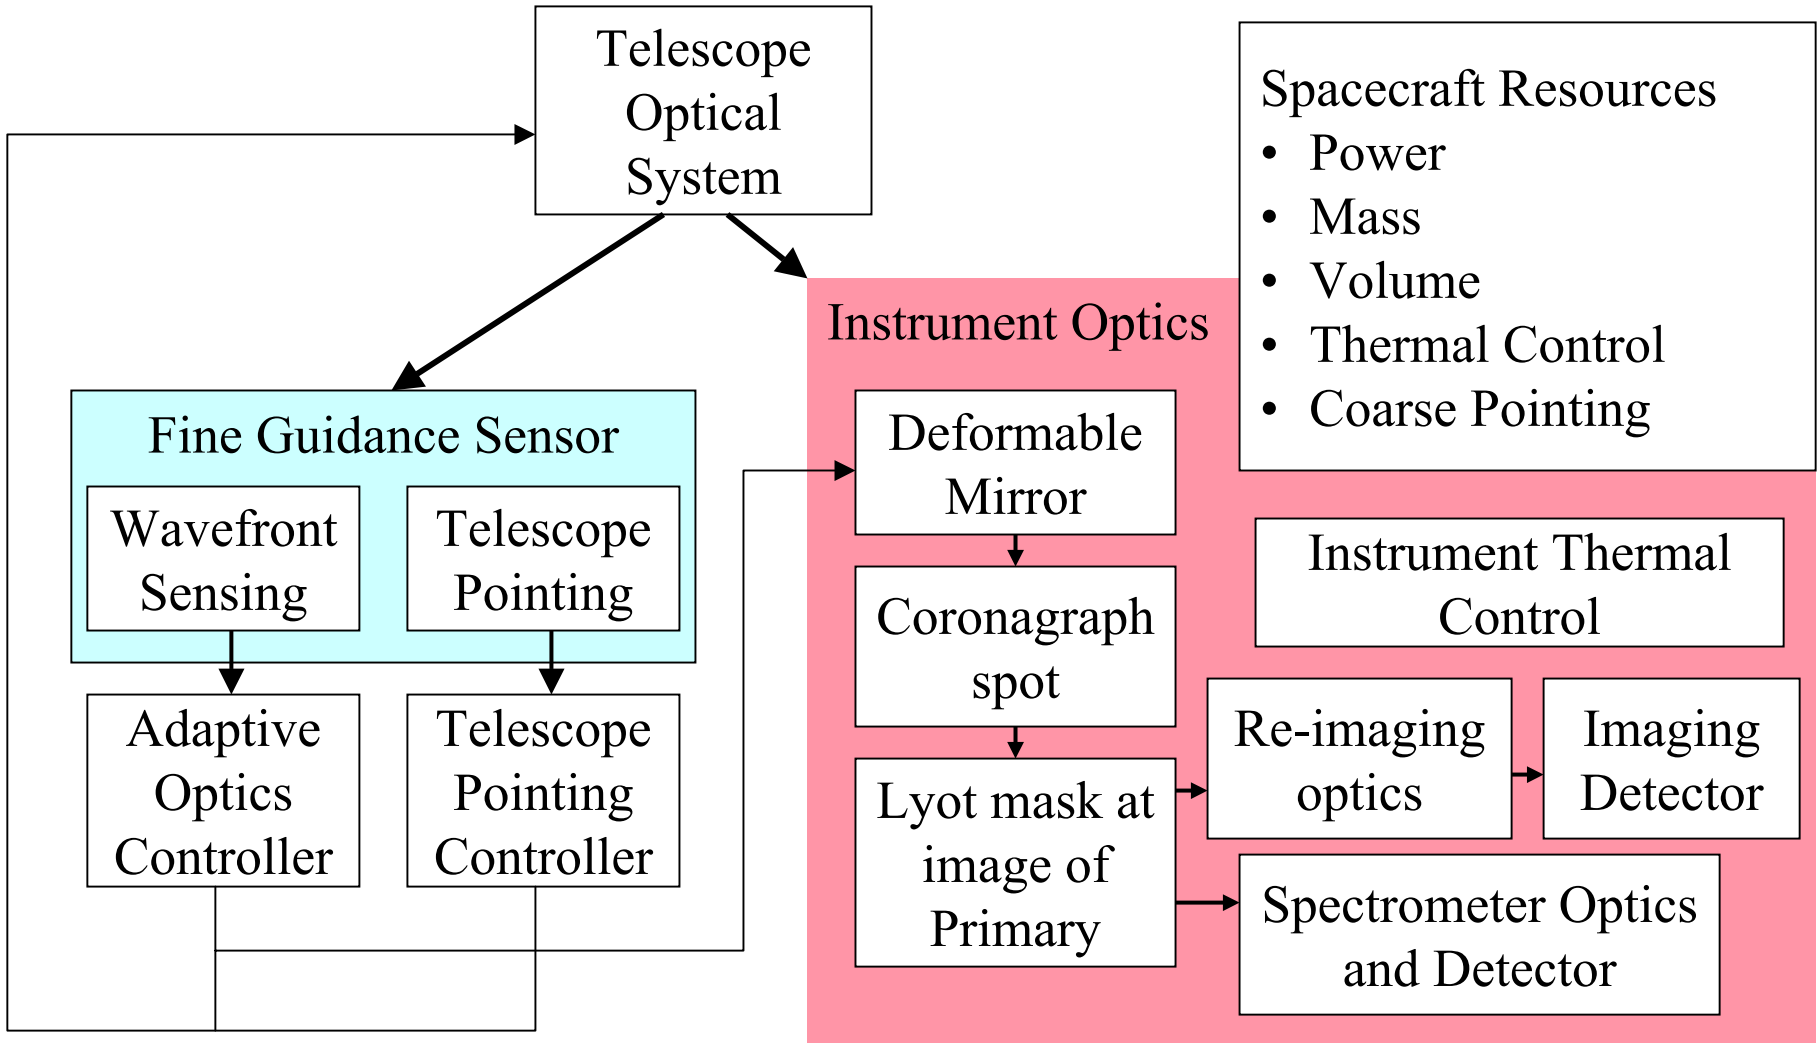 Telescope
Optical
System
Spacecraft Resources
• Power
• Mass
• Volume
• Thermal Control
• Coarse Pointing
Fine Guidance Sensor
Wavefront
Sensing
Telescope
Pointing
Adaptive
Optics
Controller
Telescope
Pointing
Controller
Instrument Optics
Deformable
Mirror
Coronagraph
spot
Lyot mask at
image of
Primary
Instrument Thermal
Control
Re-imaging
optics
Imaging
Detector
Spectrometer Optics
and Detector